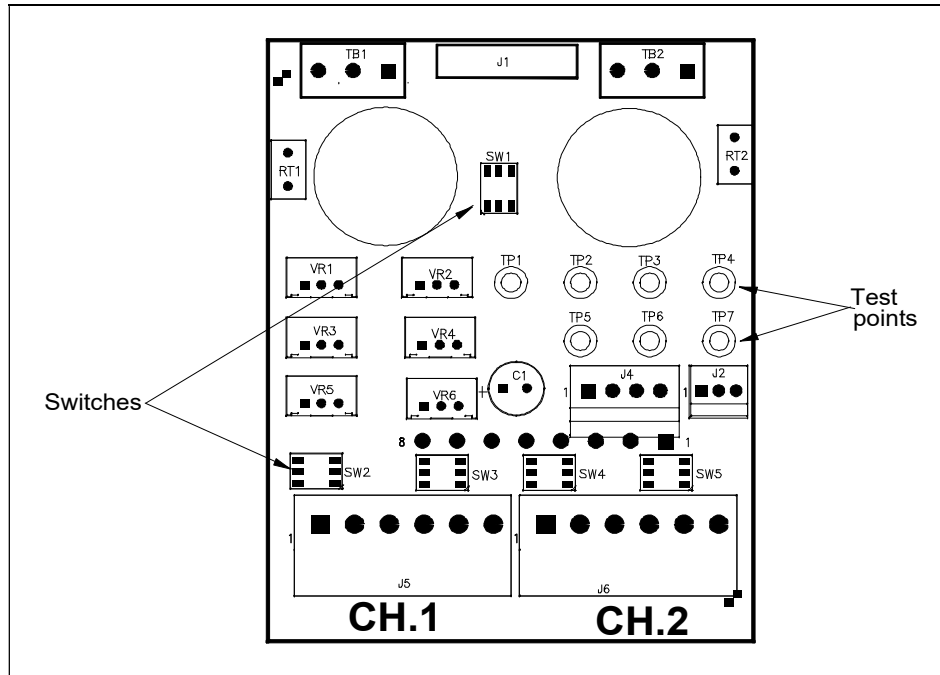 TB1
J1
TB2
RT1
SW1
RT2
VR1
VR2
TP1
TP2
TP3
TP4
Test
points
VR3
VR4
TP5
TP6
TP7
VR5
VR6
+
C1
1
J4
1
J2
Switches
8
1
SW2
SW3
SW4
SW5
1
1
J5
J6
CH.1
CH.2